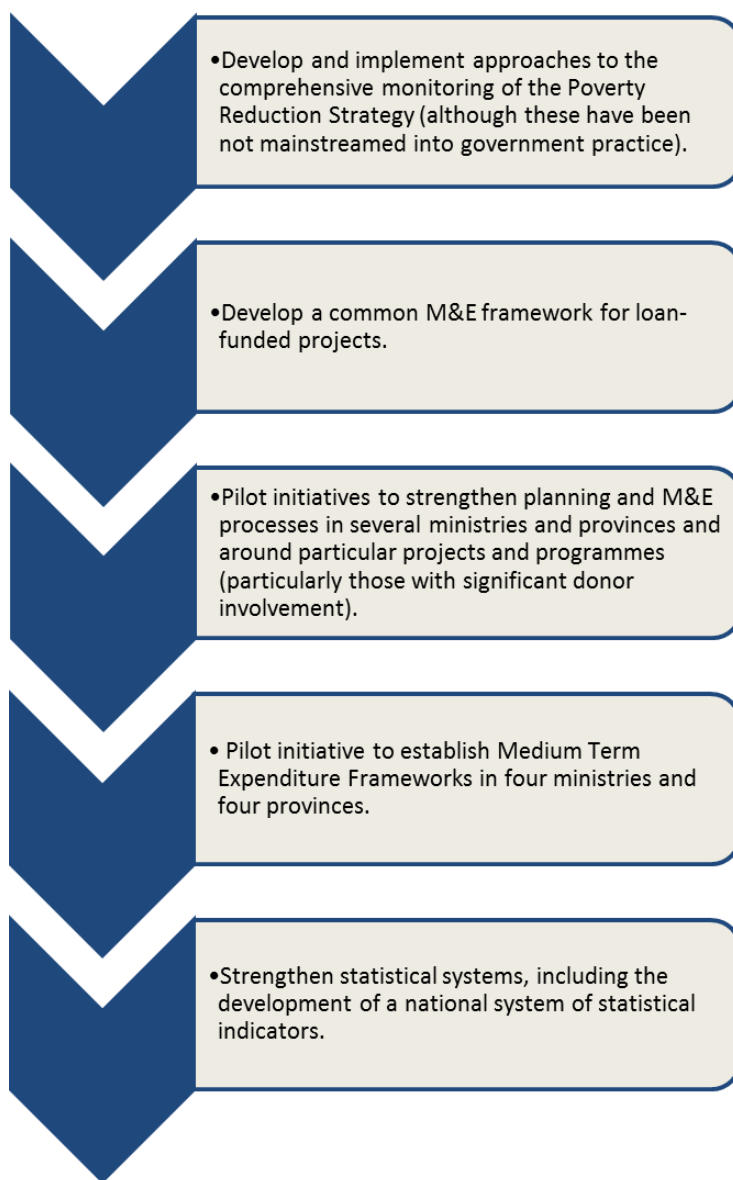 •Develop and implement approaches to the
comprehensive monitoring of the Poverty
Reduction Strategy (although these have been
not mainstreamed into government practice).
•Develop a common M&E framework for loan-
funded projects.
•Pilot initiatives to strengthen planning and M&E
processes in several ministries and provinces and
around particular projects and programmes
(particularly those with significant donor
involvement).
• Pilot initiative to establish Medium Term
Expenditure Frameworks in four ministries and
four provinces.
•Strengthen statistical systems, including the
development of a national system of statistical
indicators.